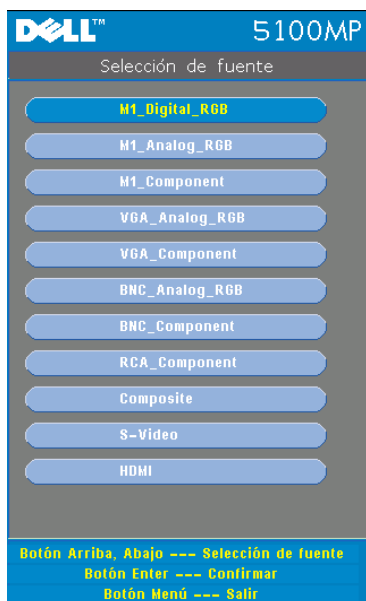 DELL™ 5100MP
Selección de fuente
M1_Digital_RGB
M1_Analog_RGB
M1_Component
VGA_Analog_RGB
VGA_Component
BNC_Analog_RGB
BNC_Component
RCA_Component
Composite
S-Video
HDMI
Botón Arriba, Abajo --- Selección de fuente
Botón Enter --- Confirmar
Botón Menú --- Salir